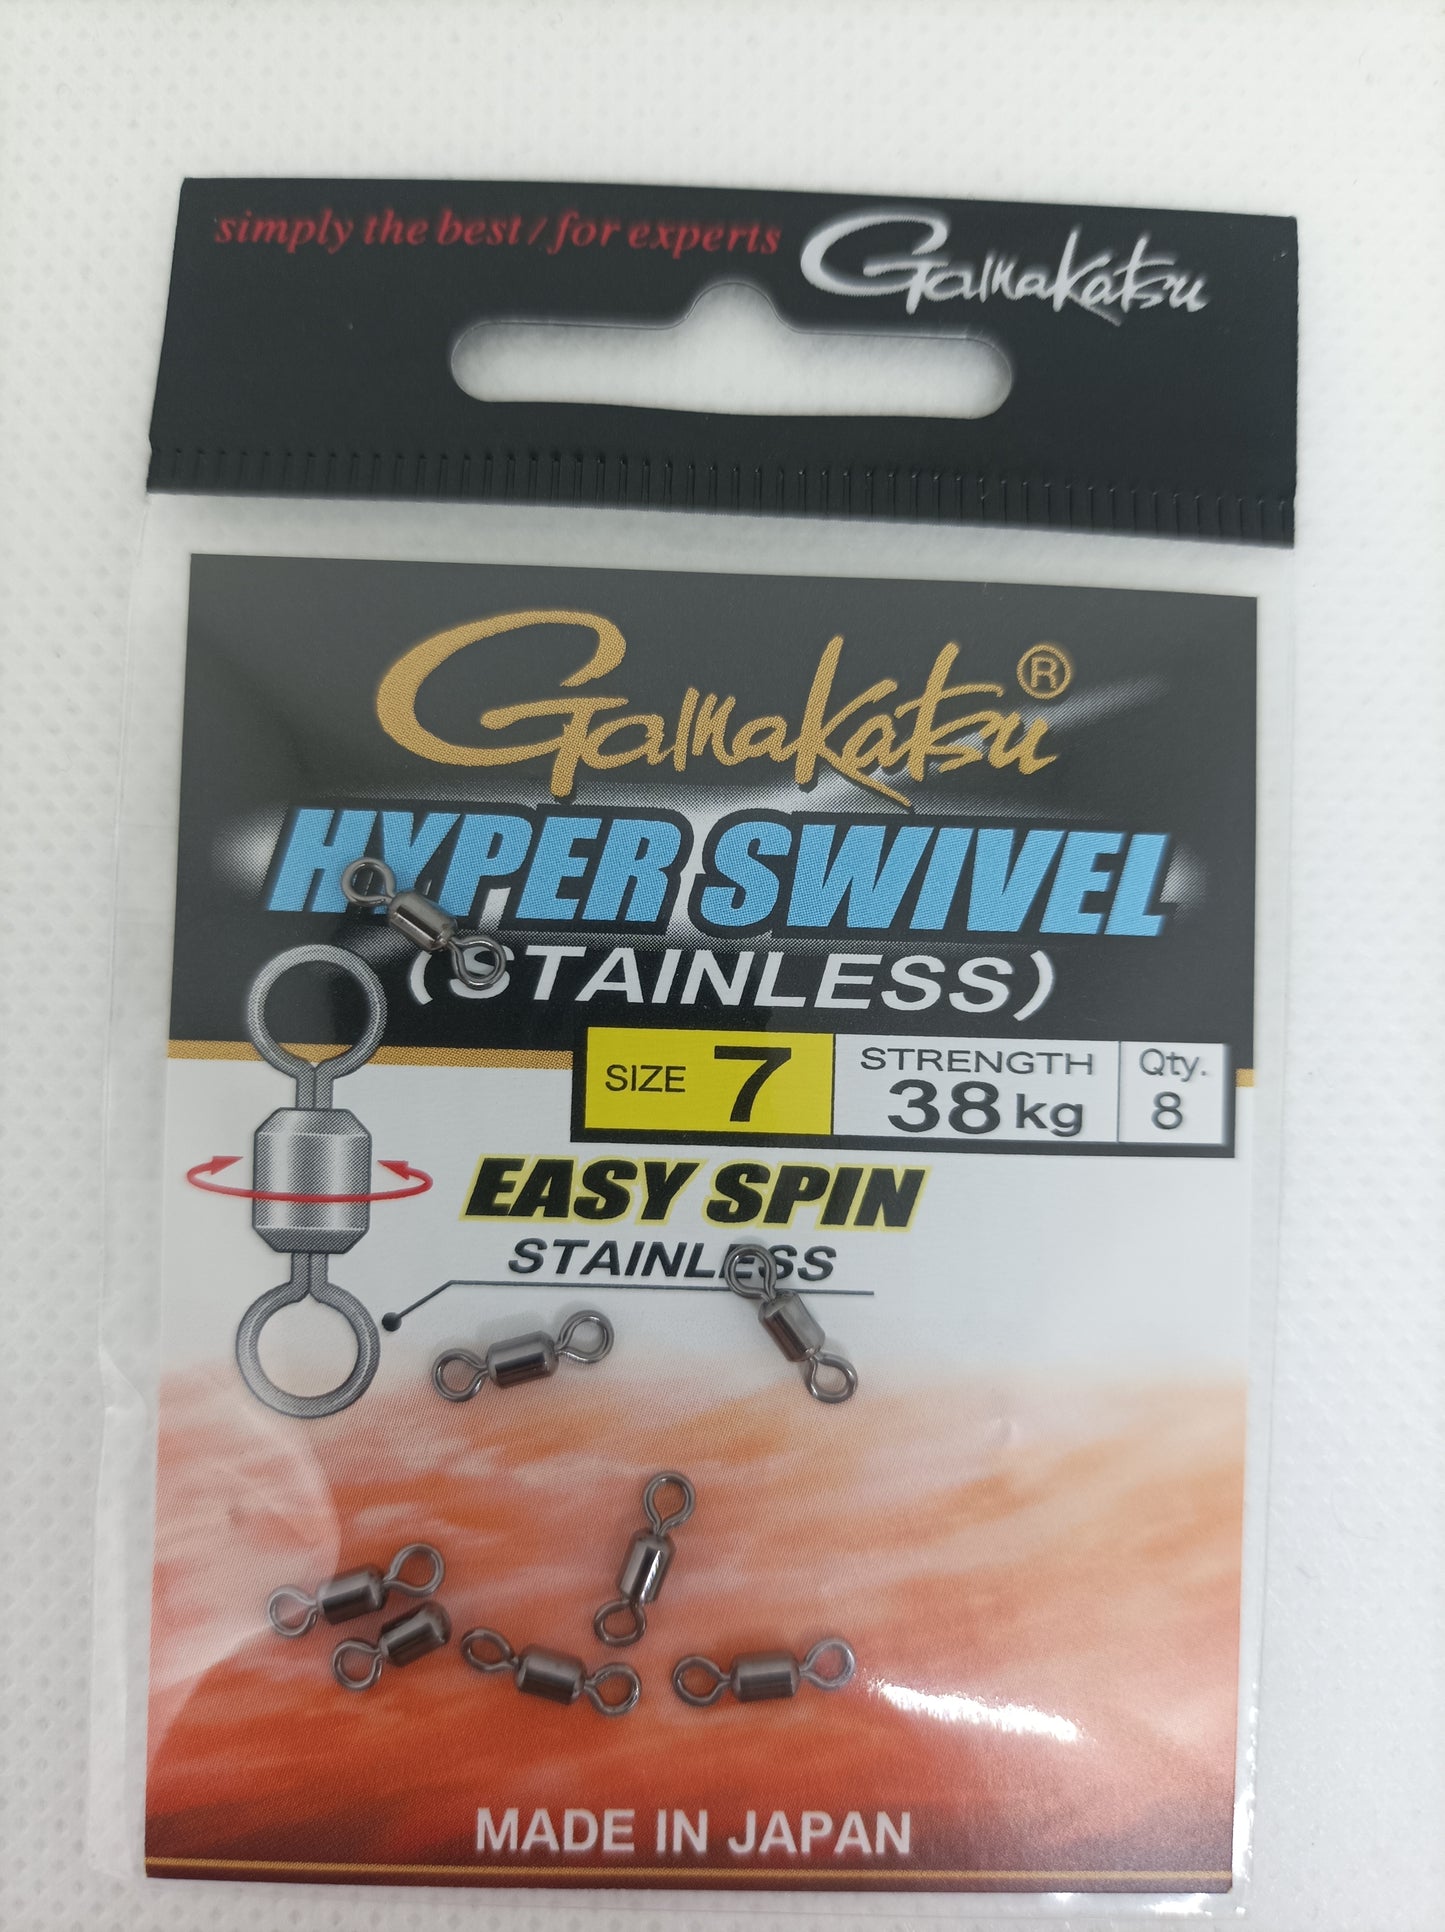 simply the best / for experts Gamakatsu
Gamakatsu ®
HYPER SWIVEL
(STAINLESS)
SIZE 7 STRENGTH 38 kg Qty. 8
EASY SPIN
STAINLESS
MADE IN JAPAN